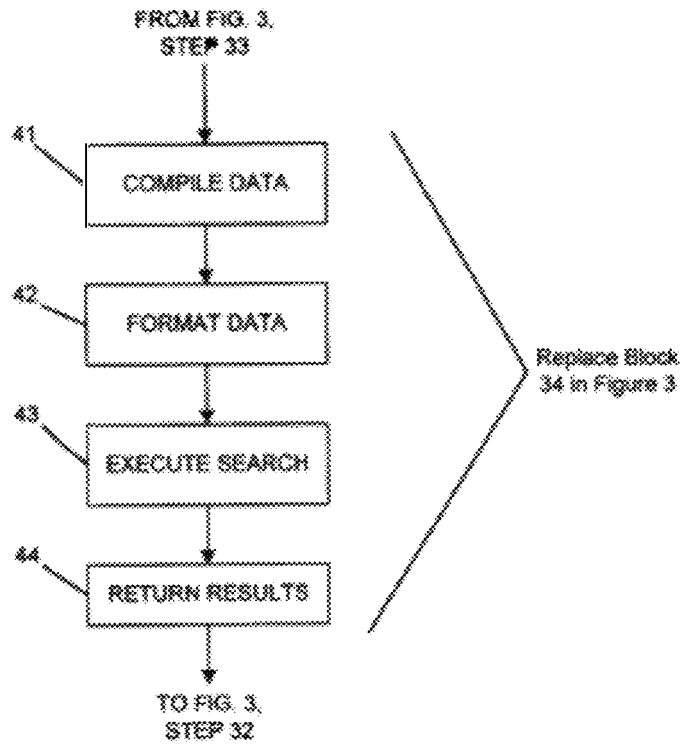 FROM FIG. 3,
STEP 33
41
COMPILE DATA
42
FORMAT DATA
43
EXECUTE SEARCH
44
RETURN RESULTS
TO FIG. 3,
STEP 32
Replace Block
34 in Figure 3